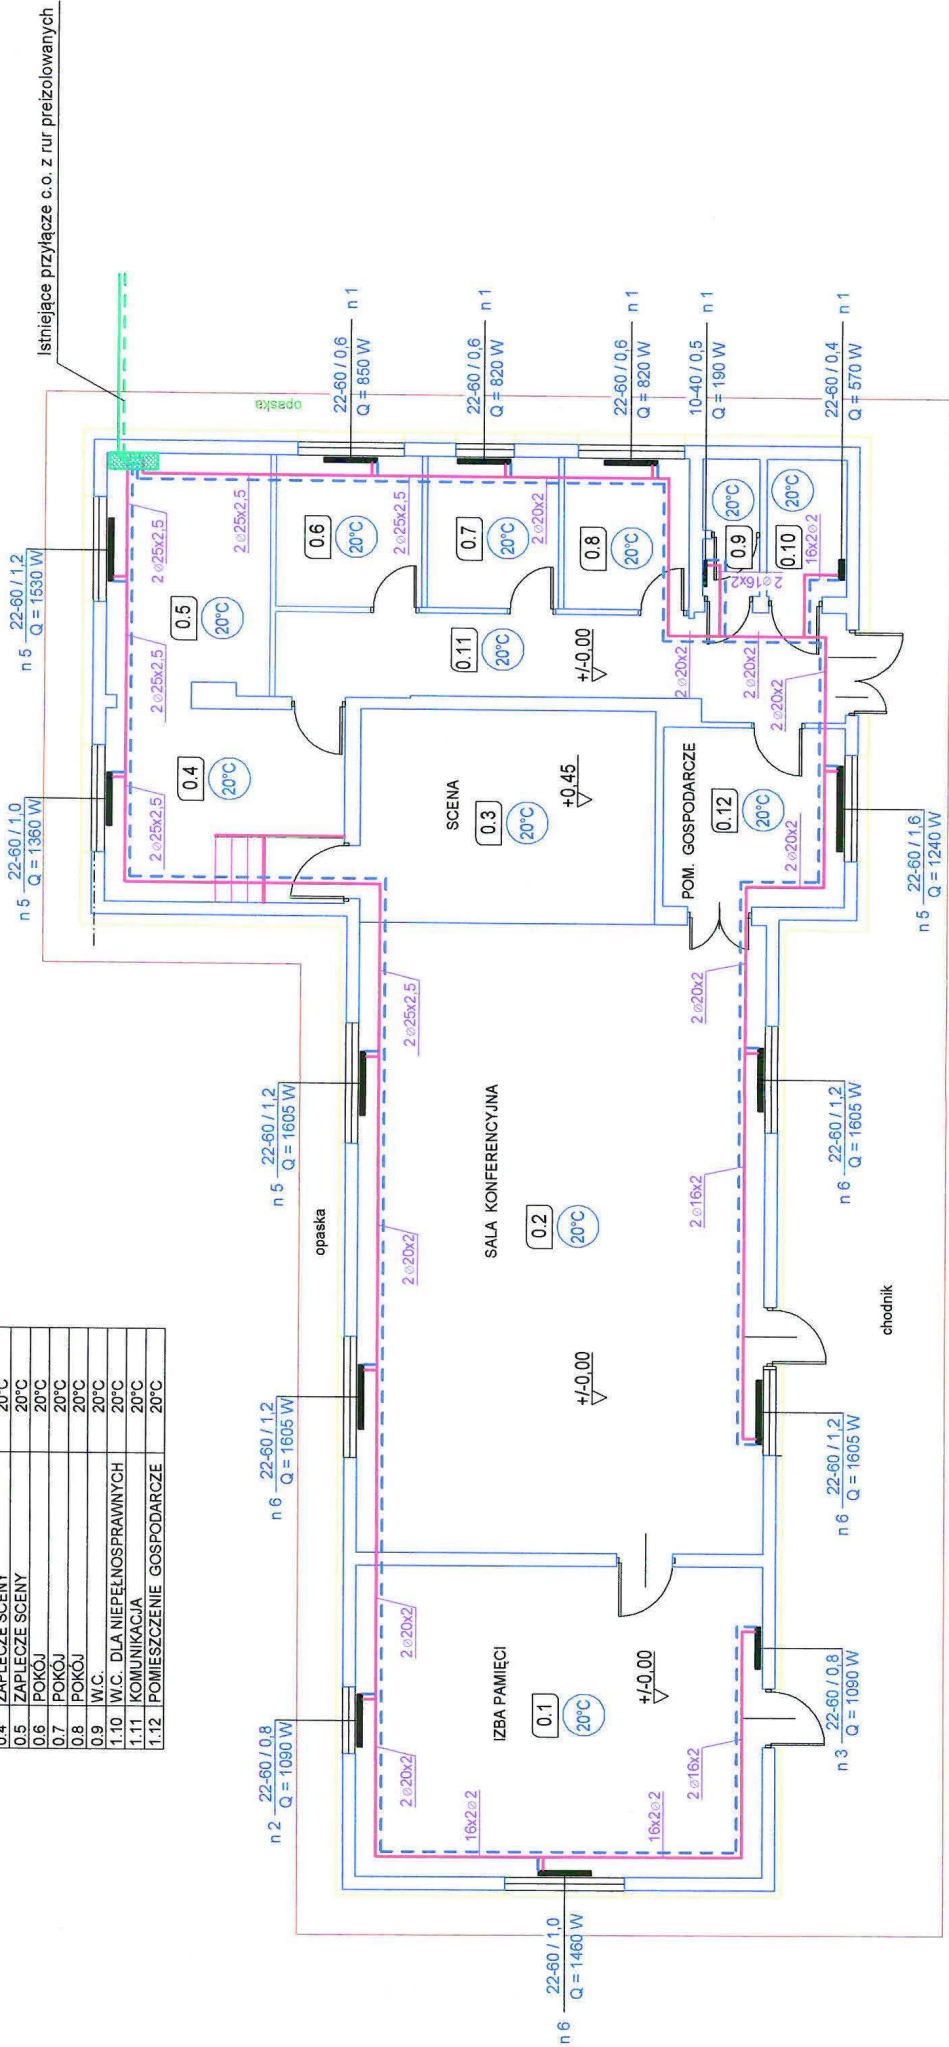 Istniejące przyłącze c.o. z rur preizolowanych
0.4 ZAPLECZE SCENY 20°C
0.5 ZAPLECZE SCENY 20°C
0.6 POKÓJ 20°C
0.7 POKÓJ 20°C
0.8 POKÓJ 20°C
0.9 W.C. 20°C
1.10 W.C. DLA NIEPEŁNOSPRAWNYCH 20°C
1.11 KOMUNIKACJA 20°C
1.12 POMIESZCZENIE GOSPODARCZE 20°C
n 2 22-60 / 0,8
Q = 1090 W
n 6 22-60 / 1,2
Q = 1605 W
n 5 22-60 / 1,2
Q = 1605 W
n 5 22-60 / 1,0
Q = 1360 W
n 5 22-60 / 1,2
Q = 1530 W
opaska
opaska
22-60 / 0,6 n 1
Q = 850 W
22-60 / 0,6 n 1
Q = 820 W
22-60 / 0,6 n 1
Q = 820 W
10-40 / 0,5 n 1
Q = 190 W
22-60 / 0,4 n 1
Q = 570 W
2⌀25x2,5
2⌀25x2,5
2⌀25x2,5
2⌀25x2,5
2⌀25x2,5
2⌀25x2,5
2⌀20x2
2⌀20x2
2⌀20x2
2⌀20x2
16x2⌀2
16x2⌀2
2⌀16x2
2⌀16x2
2⌀20x2
2⌀20x2
2⌀20x2
2⌀20x2
2⌀20x2
2⌀16x2
16x2⌀2
IZBA PAMIĘCI
0.1
20°C
+/-0,00
SALA KONFERENCYJNA
0.2
20°C
+/-0,00
SCENA
0.3
20°C
+0,45
0.4
20°C
0.5
20°C
0.6
20°C
0.7
20°C
0.8
20°C
0.9
20°C
0.10
20°C
0.11
20°C
+/-0,00
POM. GOSPODARCZE
0.12
20°C
n 6 22-60 / 1,0
Q = 1460 W
n 3 22-60 / 0,8
Q = 1090 W
n 6 22-60 / 1,2
Q = 1605 W
n 6 22-60 / 1,2
Q = 1605 W
n 5 22-60 / 1,6
Q = 1240 W
chodnik